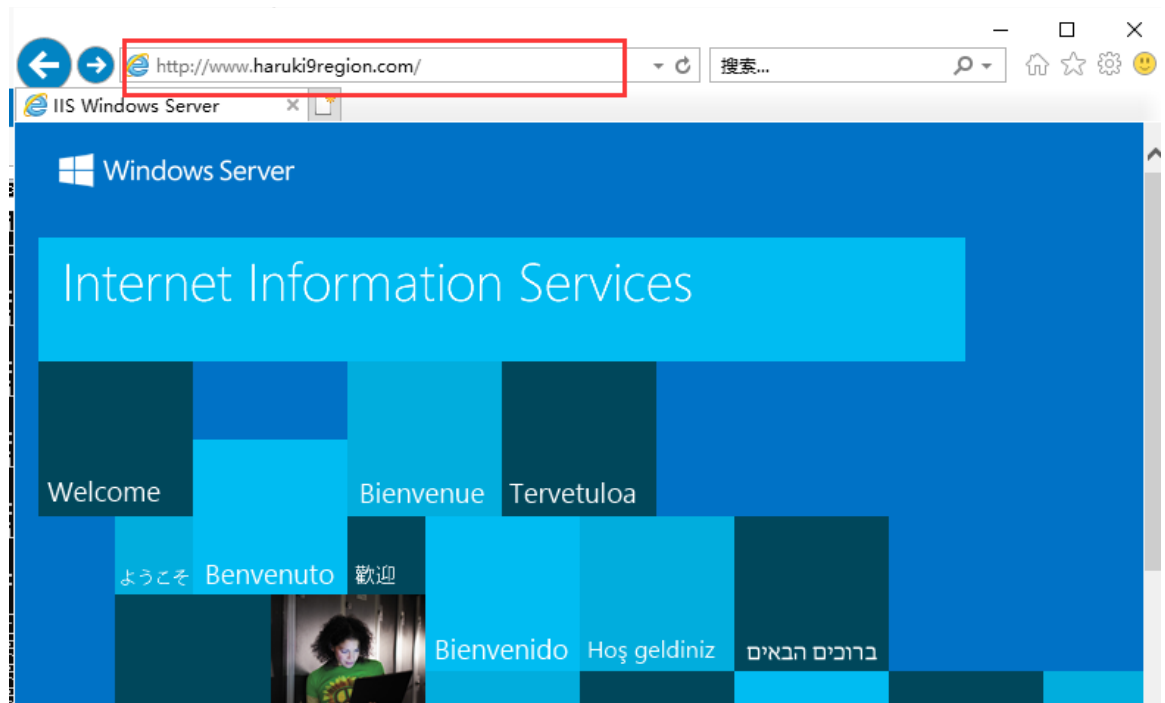 http://www.haruki9region.com/
搜索...
IIS Windows Server
Windows Server
Internet Information Services
Welcome
Bienvenue
Tervetuloa
ようこそ
Benvenuto
歡迎
Bienvenido
Hoş geldiniz
ברוכים הבאים